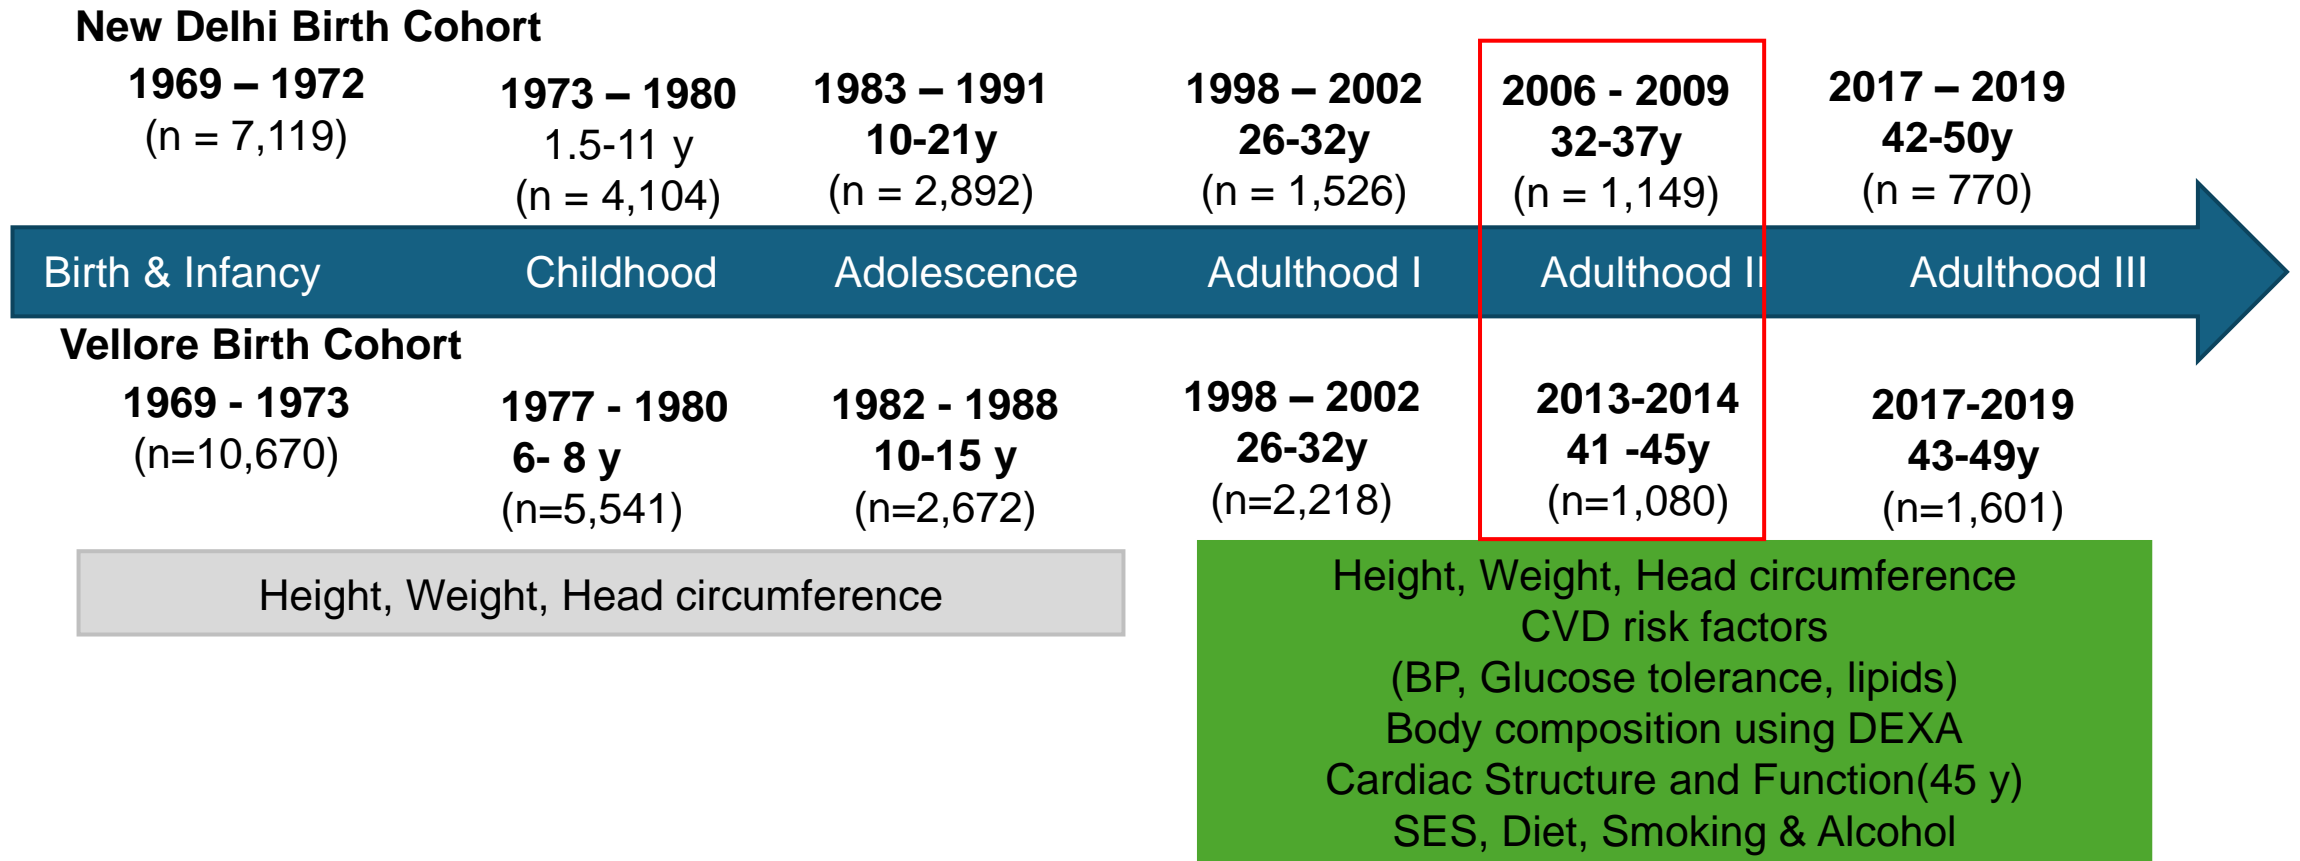 New Delhi Birth Cohort
1969 – 1972
(n = 7,119)
1973 – 1980
1.5-11 y
(n = 4,104)
1983 – 1991
10-21y
(n = 2,892)
1998 – 2002
26-32y
(n = 1,526)
2006 - 2009
32-37y
(n = 1,149)
2017 – 2019
42-50y
(n = 770)
Birth & Infancy
Childhood
Adolescence
Adulthood I
Adulthood II
Adulthood III
Vellore Birth Cohort
1969 - 1973
(n=10,670)
1977 - 1980
6- 8 y
(n=5,541)
1982 - 1988
10-15 y
(n=2,672)
1998 – 2002
26-32y
(n=2,218)
2013-2014
41 -45y
(n=1,080)
2017-2019
43-49y
(n=1,601)
Height, Weight, Head circumference
Height, Weight, Head circumference
CVD risk factors
(BP, Glucose tolerance, lipids)
Body composition using DEXA
Cardiac Structure and Function(45 y)
SES, Diet, Smoking & Alcohol